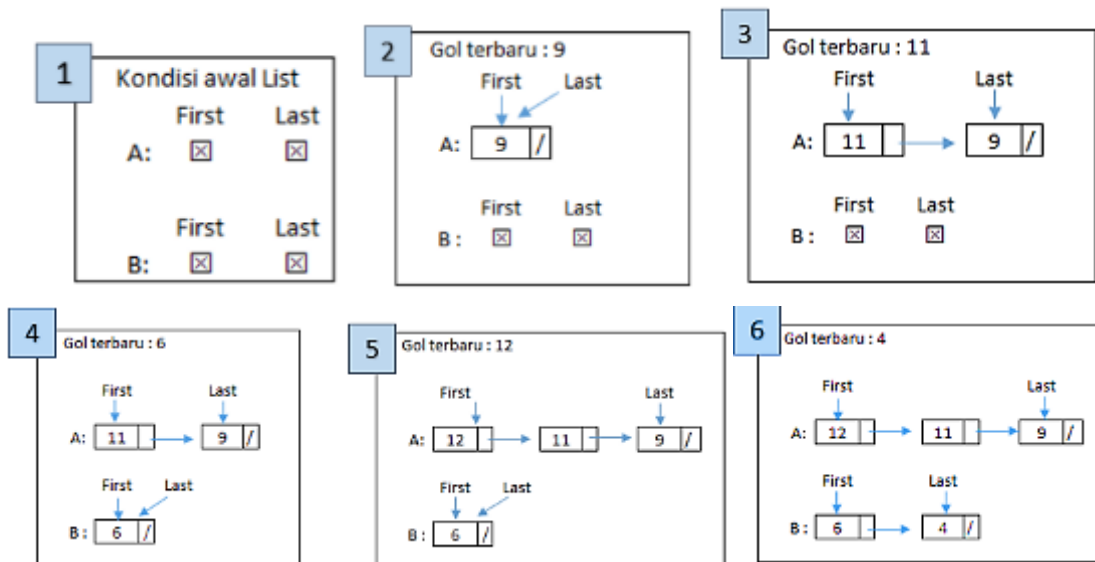 1
Kondisi awal List
First Last
A: ☒ ☒
First Last
B: ☒ ☒
2
Gol terbaru : 9
First Last
A: 9 /
First Last
B : ☒ ☒
3
Gol terbaru : 11
First Last
A: 11 9 /
First Last
B : ☒ ☒
4
Gol terbaru : 6
First Last
A: 11 9 /
First Last
B : 6 /
5
Gol terbaru : 12
First Last
A: 12 11 9 /
First Last
B : 6 /
6
Gol terbaru : 4
First Last
A: 12 11 9 /
First Last
B : 6 4 /